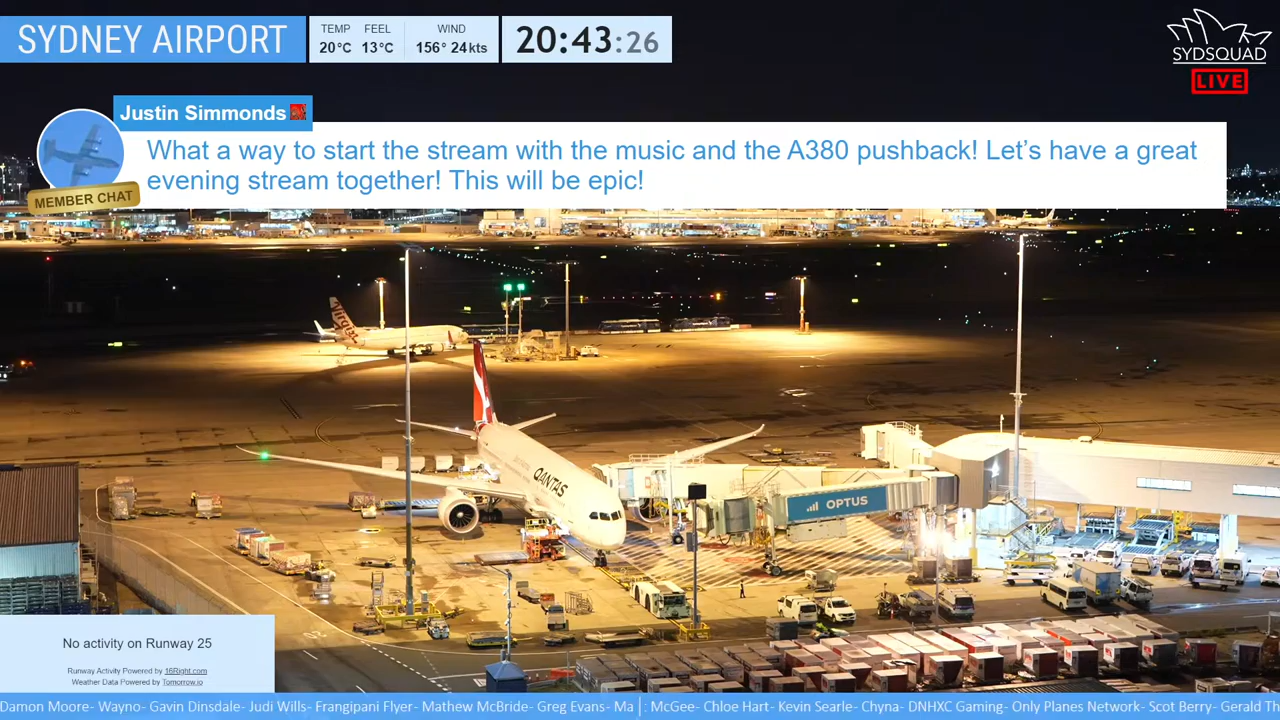 SYDNEY AIRPORT
TEMP FEEL WIND
20°C 13°C 156° 24kts
20:43:26
SYDSQUAD
LIVE
Justin Simmonds
What a way to start the stream with the music and the A380 pushback! Let's have a great
evening stream together! This will be epic!
MEMBER CHAT
Virgin
QANTAS
OPTUS
No activity on Runway 25
Runway Activity Powered by 16Right.com
Weather Data Powered by Tomorrow.io
Damon Moore- Wayno- Gavin Dinsdale- Judi Wills- Frangipani Flyer- Mathew McBride- Greg Evans- Ma |: McGee- Chloe Hart- Kevin Searle- Chyna- DNHXC Gaming- Only Planes Network- Scot Berry- Gerald Th